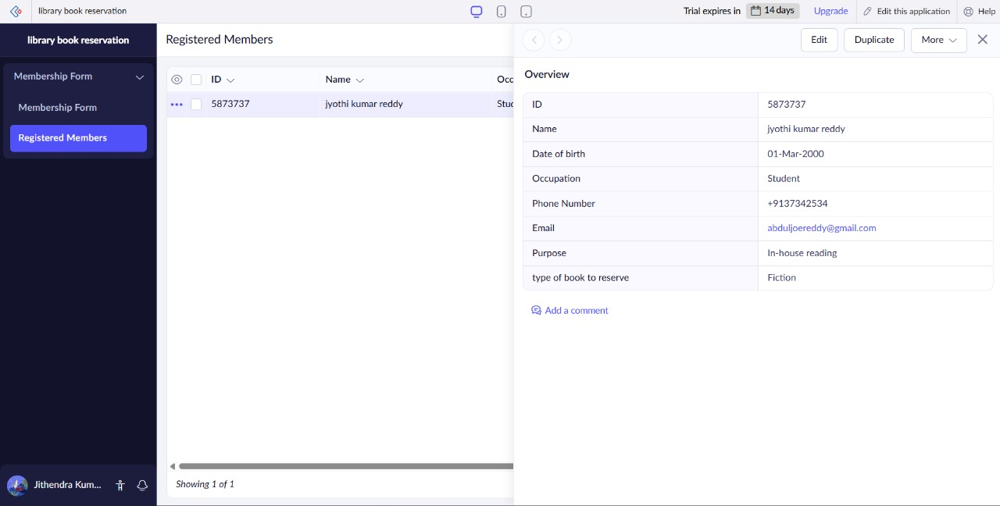 library book reservation
Trial expires in 14 days Upgrade Edit this application Help
library book reservation
Membership Form
Membership Form
Registered Members
Jithendra Kum...
Registered Members
ID Name Occ
5873737 jyothi kumar reddy Stud
Showing 1 of 1
Edit Duplicate More
Overview
ID 5873737
Name jyothi kumar reddy
Date of birth 01-Mar-2000
Occupation Student
Phone Number +9137342534
Email abduljoereddy@gmail.com
Purpose In-house reading
type of book to reserve Fiction
Add a comment